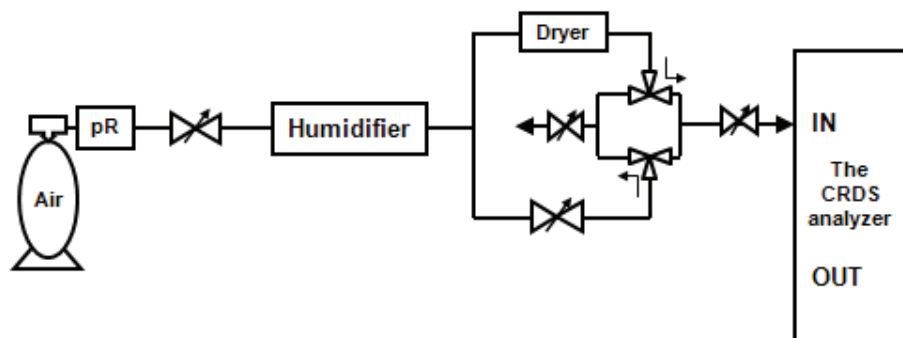 Dryer
pR
Humidifier
IN
Air
The
CRDS
analyzer
OUT